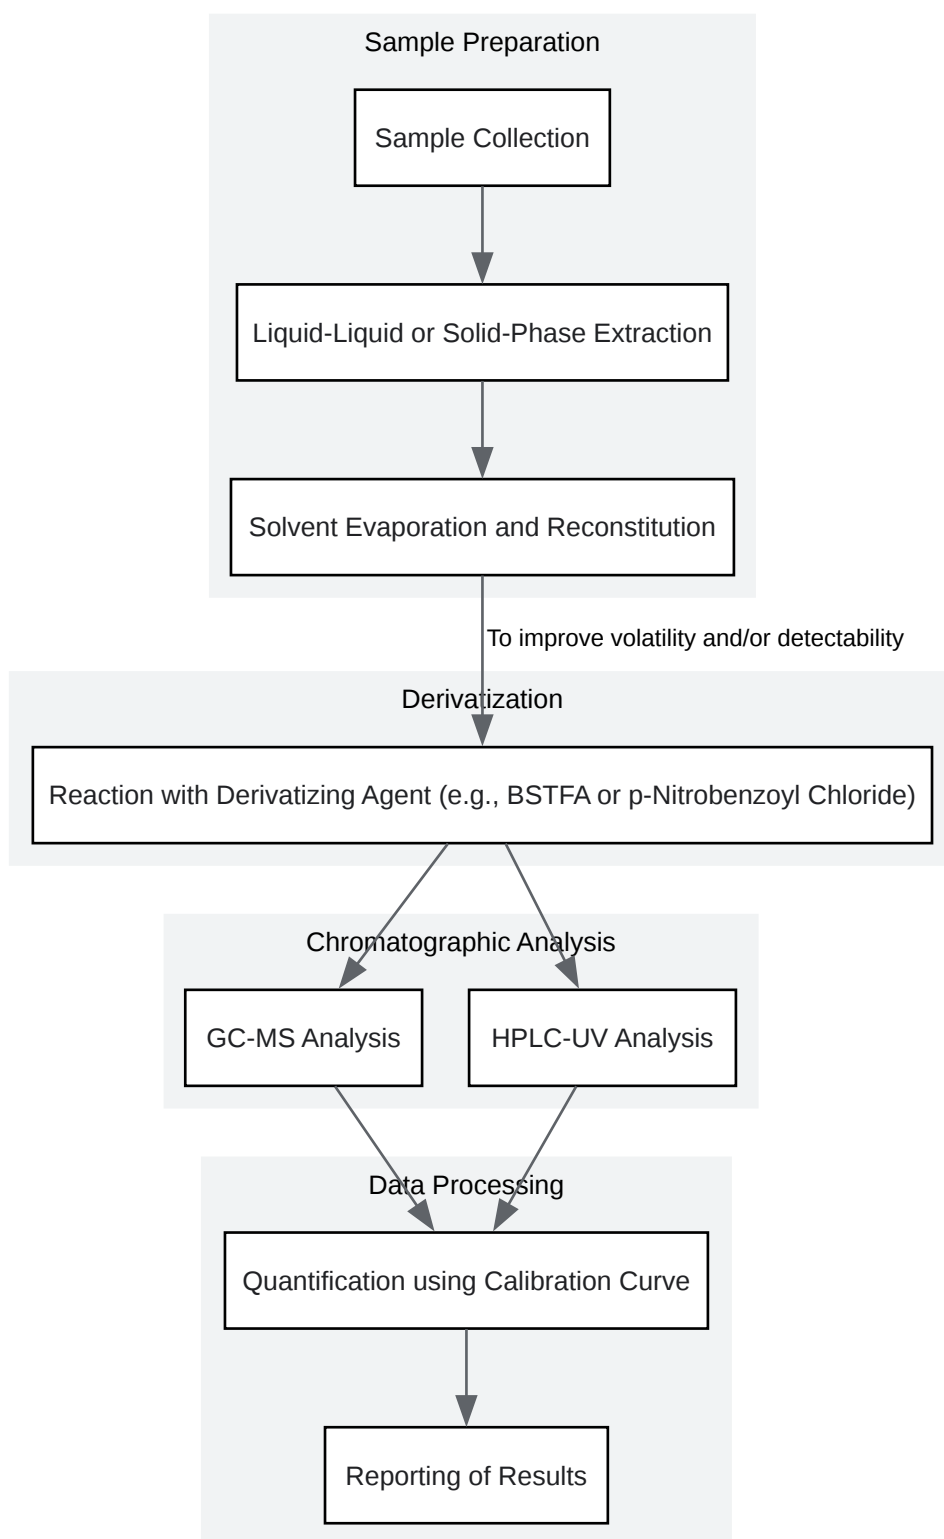 Sample Preparation
Sample Collection
Liquid-Liquid or Solid-Phase Extraction
Solvent Evaporation and Reconstitution
To improve volatility and/or detectability
Derivatization
Reaction with Derivatizing Agent (e.g., BSTFA or p-Nitrobenzoyl Chloride)
Chromatographic Analysis
GC-MS Analysis
HPLC-UV Analysis
Data Processing
Quantification using Calibration Curve
Reporting of Results